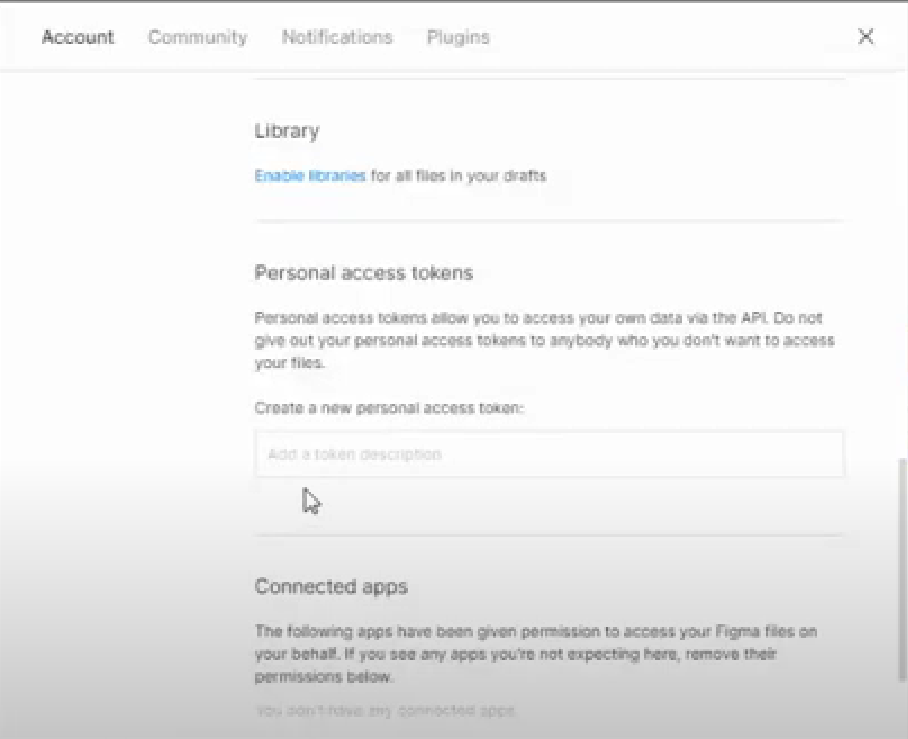 Account Community Notifications Plugins
Library
Enable libraries for all files in your drafts
Personal access tokens
Personal access tokens allow you to access your own data via the API. Do not
give out your personal access tokens to anybody who you don't want to access
your files.
Create a new personal access token:
Add a token description
Connected apps
The following apps have been given permission to access your Figma files on
your behalf. If you see any apps you're not expecting here, remove their
permissions below.
You don't have any connected apps.